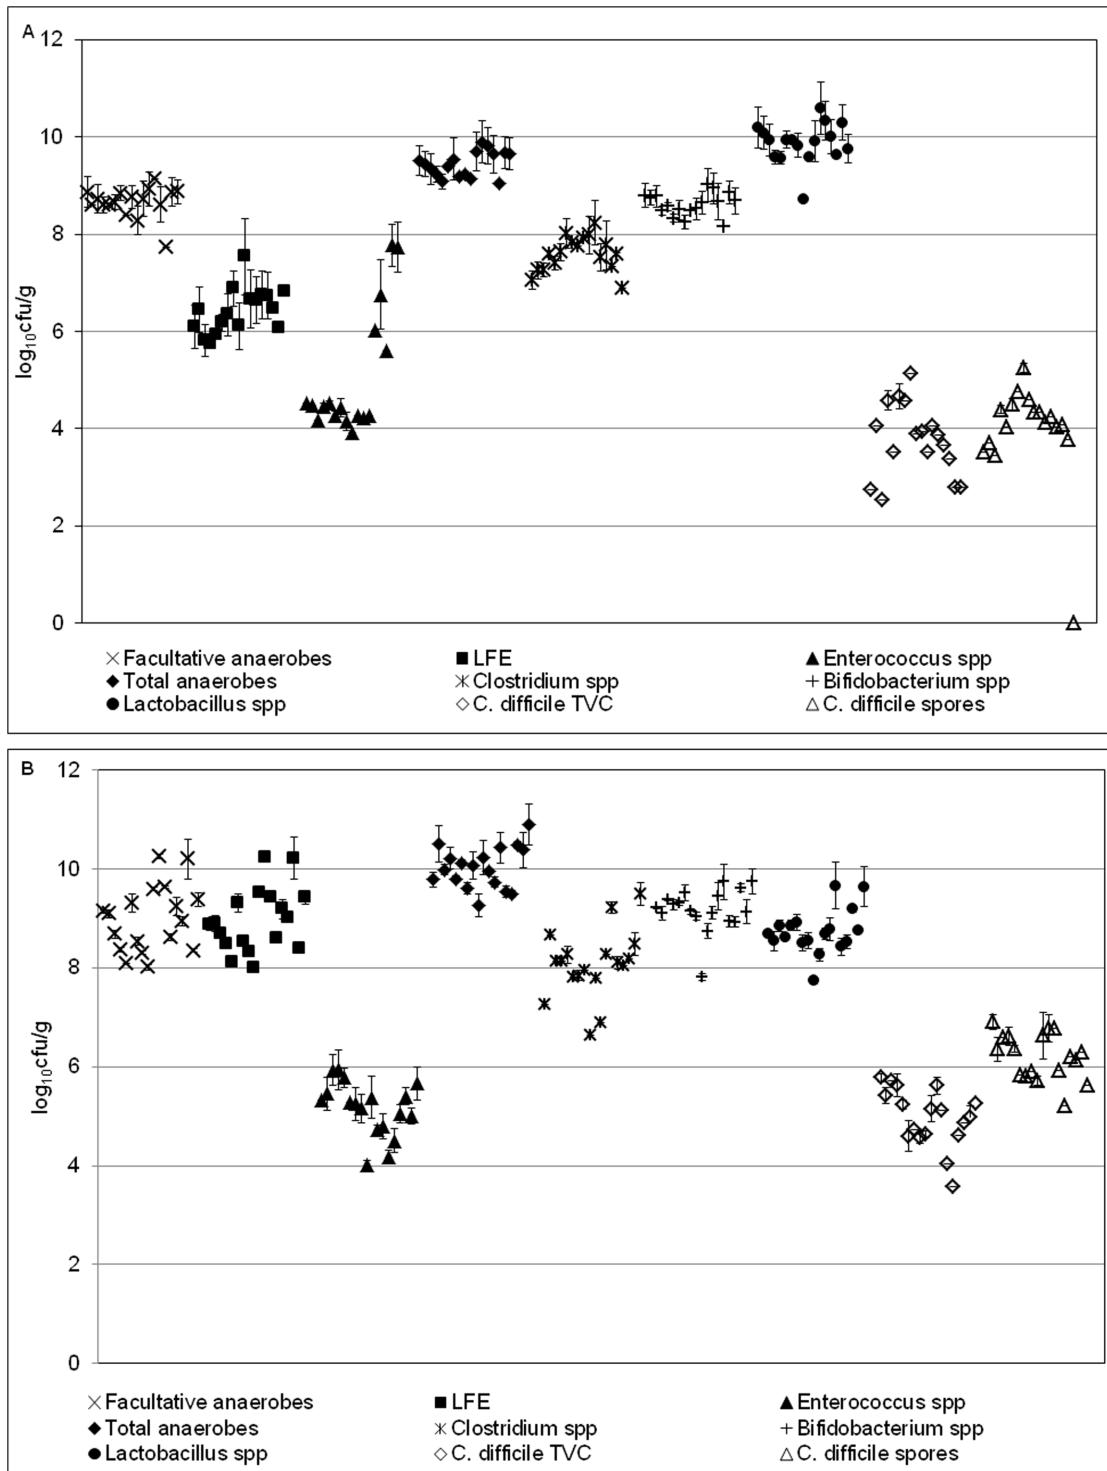 A
12
10
8
6
4
2
0
log10cfu/g
Facultative anaerobes LFE Enterococcus spp
Total anaerobes Clostridium spp Bifidobacterium spp
Lactobacillus spp C. difficile TVC C. difficile spores
B
12
10
8
6
4
2
0
log10cfu/g
Facultative anaerobes LFE Enterococcus spp
Total anaerobes Clostridium spp Bifidobacterium spp
Lactobacillus spp C. difficile TVC C. difficile spores